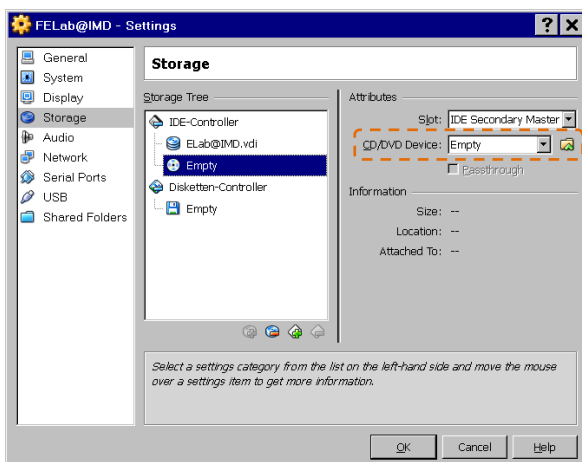 FELab@IMD - Settings
General
System
Display
Storage
Audio
Network
Serial Ports
USB
Shared Folders
Storage
Storage Tree
IDE-Controller
ELab@IMD.vdi
Empty
Disketten-Controller
Empty
Attributes
Slot: IDE Secondary Master
CD/DVD Device: Empty
Passthrough
Information
Size: --
Location: --
Attached To: --
Select a settings category from the list on the left-hand side and move the mouse
over a settings item to get more information.
OK Cancel Help